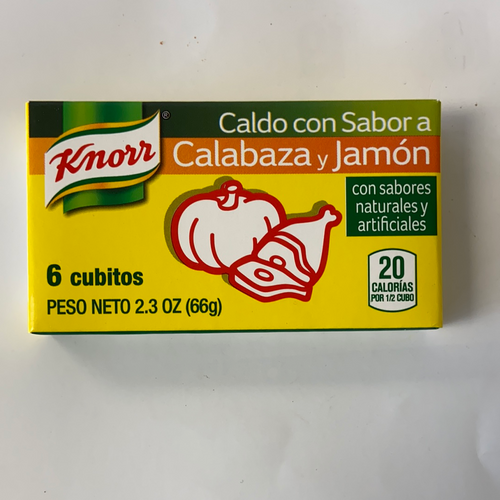 Knorr®
Caldo con Sabor a
Calabaza y Jamón
con sabores
naturales y
artificiales
6 cubitos
PESO NETO 2.3 OZ (66g)
20
CALORÍAS
POR 1/2 CUBO